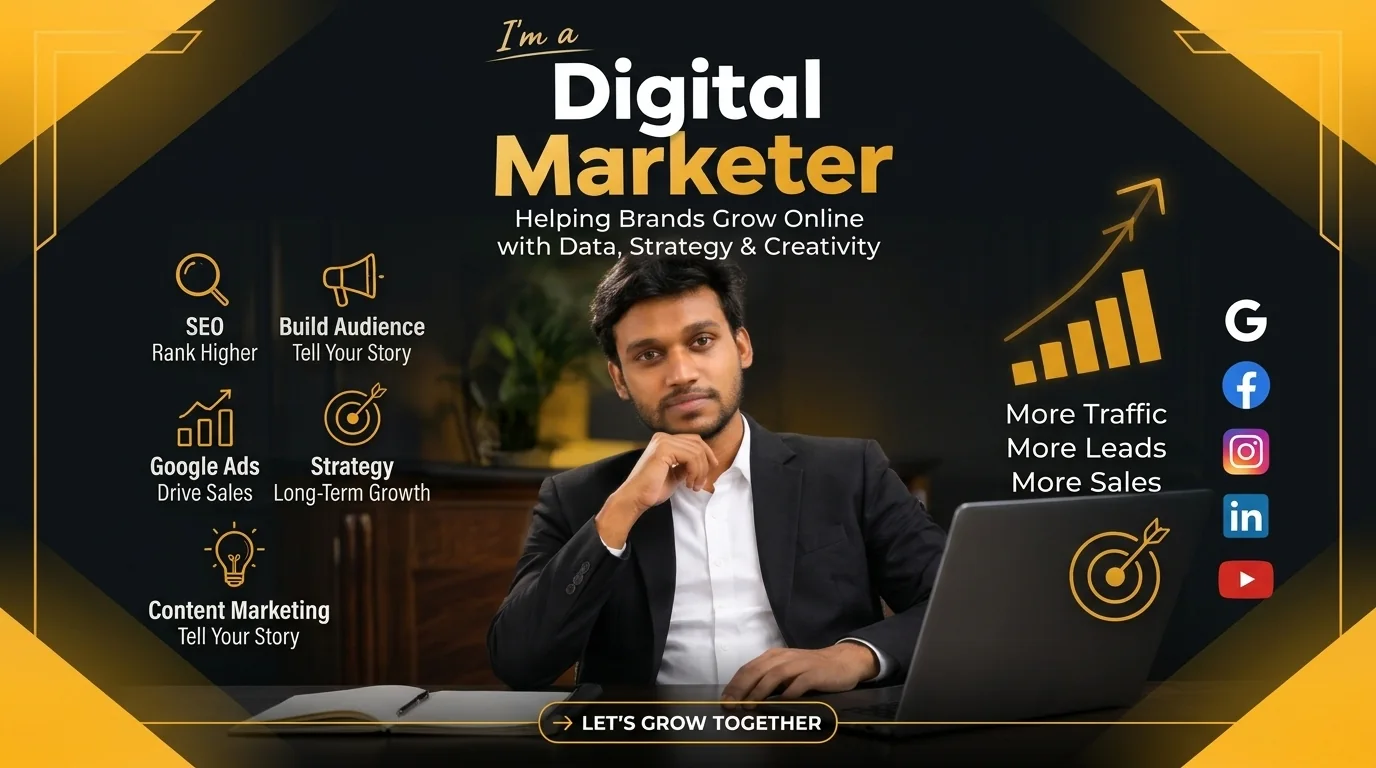 I'm a
Digital
Marketer
Helping Brands Grow Online
with Data, Strategy & Creativity
SEO
Rank Higher
Build Audience
Tell Your Story
Google Ads
Drive Sales
Strategy
Long-Term Growth
Content Marketing
Tell Your Story
More Traffic
More Leads
More Sales
G
f
in
→ LET'S GROW TOGETHER